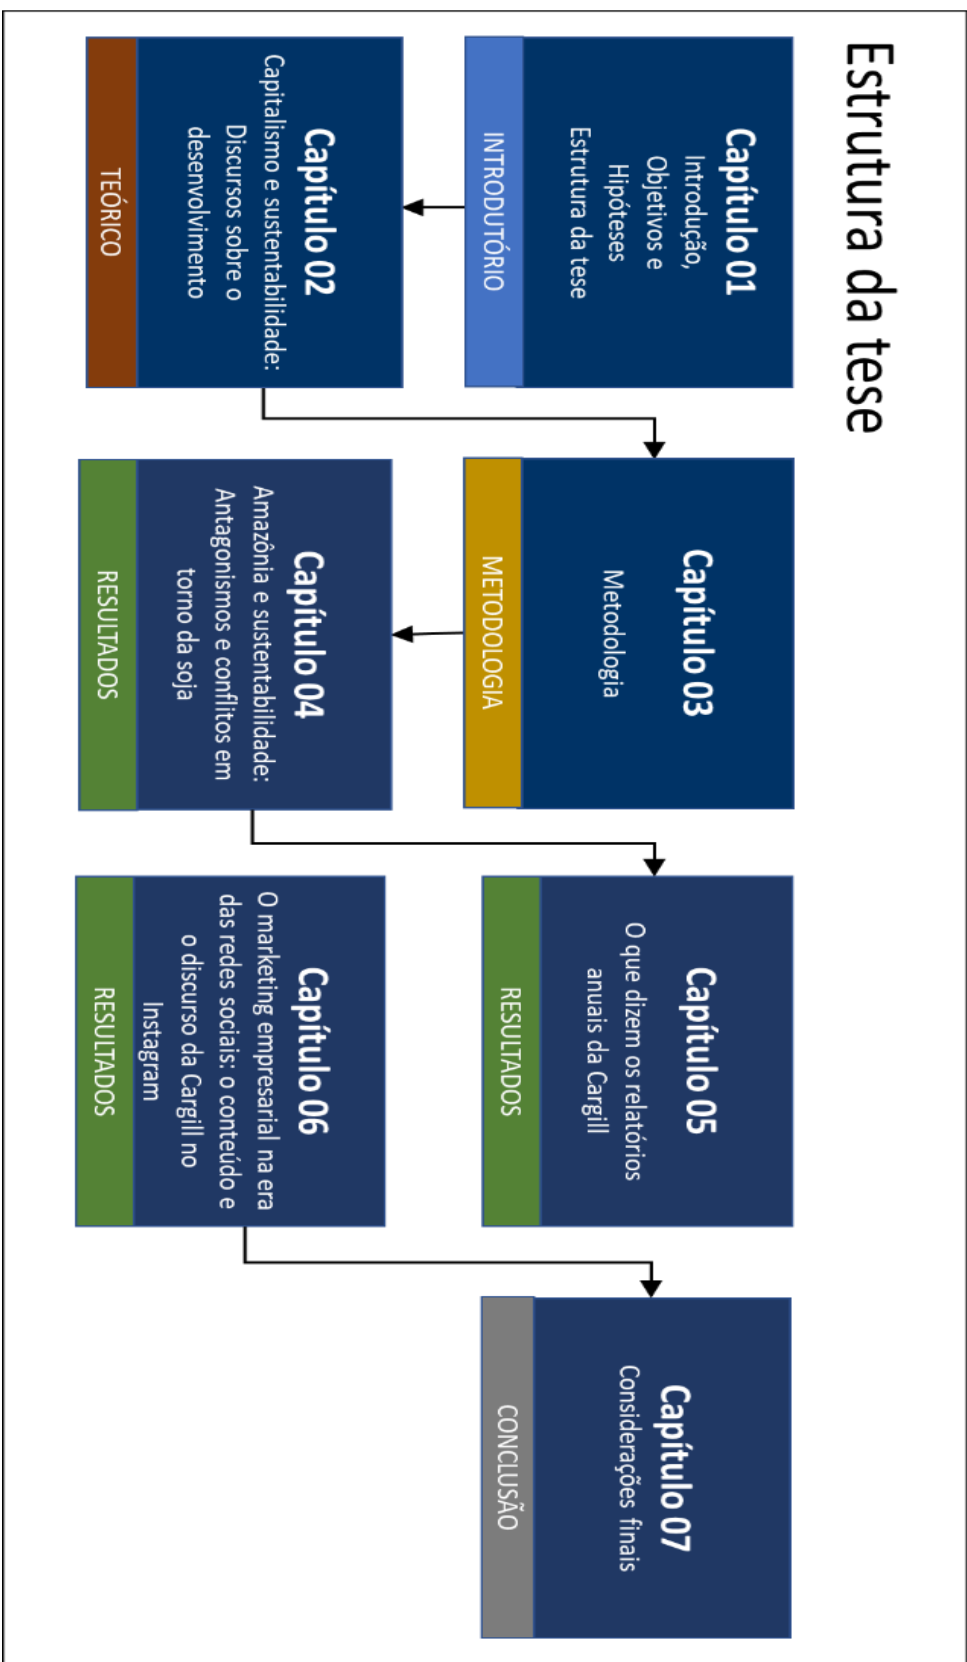 Estrutura da tese
Capítulo 01
Introdução,
Objetivos e
Hipóteses
Estrutura da tese
INTRODUTÓRIO
Capítulo 02
Capitalismo e sustentabilidade:
Discursos sobre o
desenvolvimento
TEÓRICO
Capítulo 03
Metodologia
METODOLOGIA
Capítulo 04
Amazônia e sustentabilidade:
Antagonismos e conflitos em
torno da soja
RESULTADOS
Capítulo 05
O que dizem os relatórios
anuais da Cargill
RESULTADOS
Capítulo 06
O marketing empresarial na era
das redes sociais: o conteúdo e
o discurso da Cargill no
Instagram
RESULTADOS
Capítulo 07
Considerações finais
CONCLUSÃO